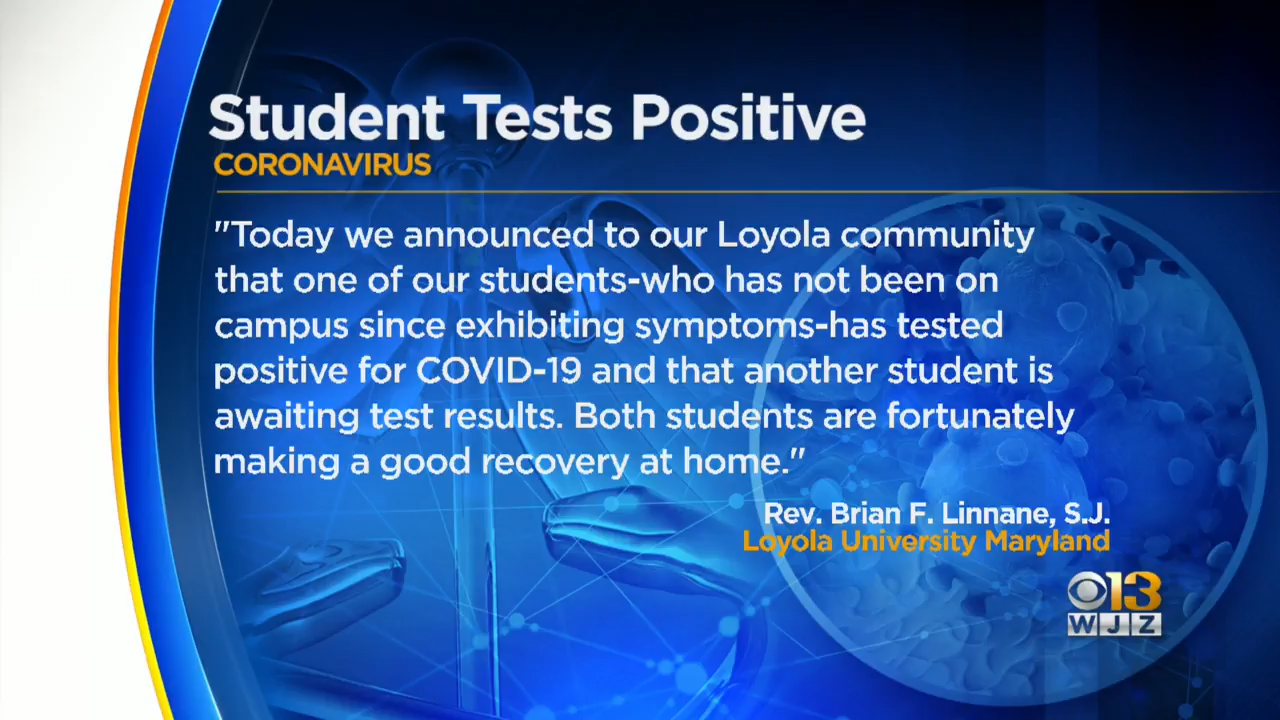 Student Tests Positive
CORONAVIRUS
"Today we announced to our Loyola community
that one of our students-who has not been on
campus since exhibiting symptoms-has tested
positive for COVID-19 and that another student is
awaiting test results. Both students are fortunately
making a good recovery at home."
Rev. Brian F. Linnane, S.J.
Loyola University Maryland
13
WJZ